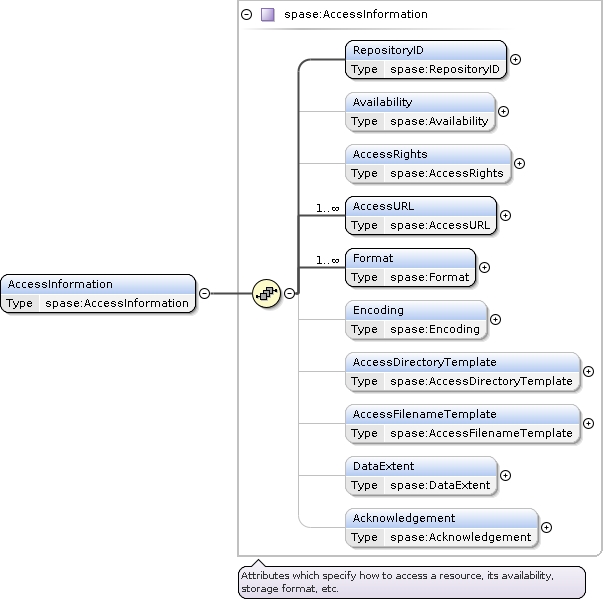 spase:AccessInformation
RepositoryID
Type spase:RepositoryID
Availability
Type spase:Availability
AccessRights
Type spase:AccessRights
1..∞
AccessURL
Type spase:AccessURL
1..∞
Format
Type spase:Format
AccessInformation
Type spase:AccessInformation
Encoding
Type spase:Encoding
AccessDirectoryTemplate
Type spase:AccessDirectoryTemplate
AccessFilenameTemplate
Type spase:AccessFilenameTemplate
DataExtent
Type spase:DataExtent
Acknowledgement
Type spase:Acknowledgement
Attributes which specify how to access a resource, its availability,
storage format, etc.